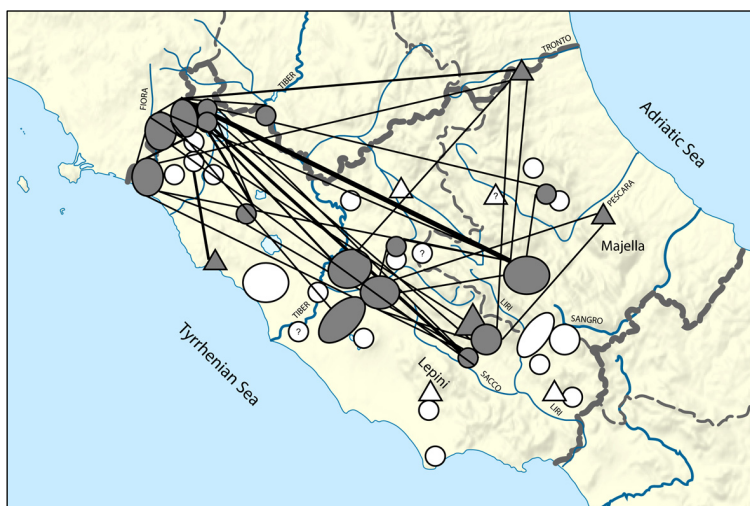 TRONTO
TIBER
FIORA
Adriatic Sea
PESCARA
?
Majella
?
LIRI
TIBER
SANGRO
?
Tyrrhenian Sea
Lepini
SACCO
LIRI